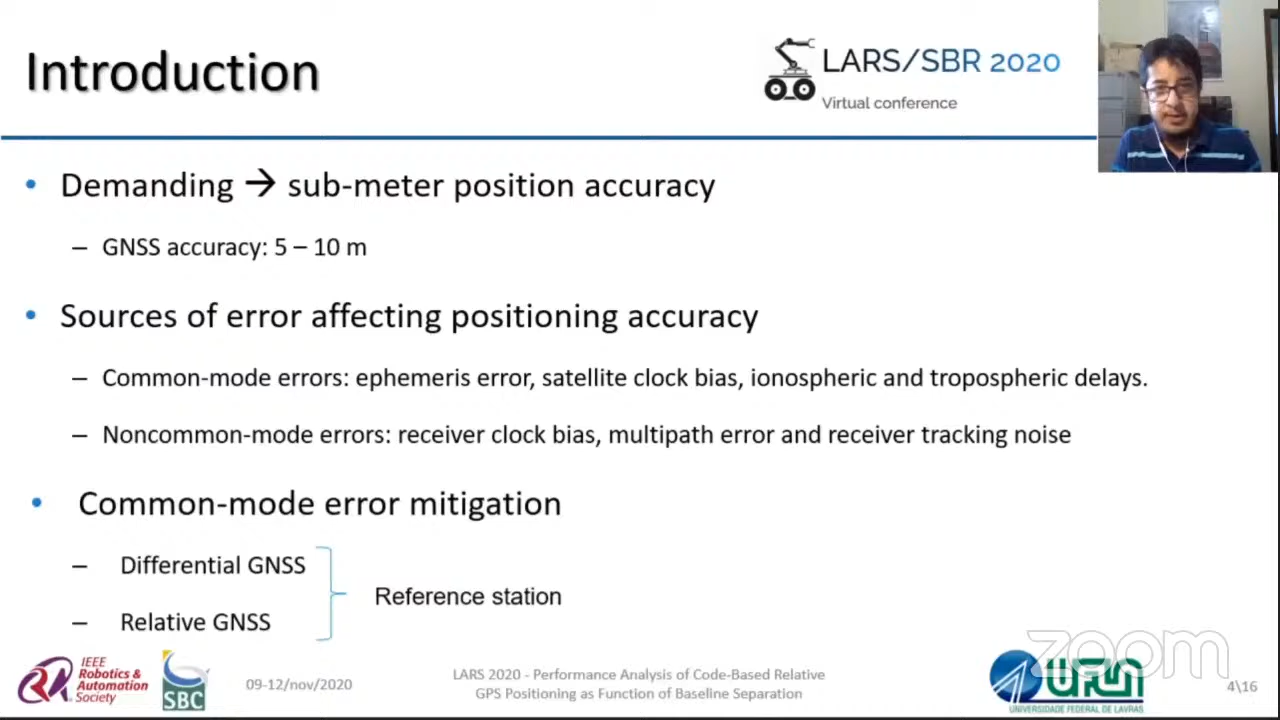 Introduction
LARS/SBR 2020
Virtual conference
• Demanding → sub-meter position accuracy
– GNSS accuracy: 5 – 10 m
• Sources of error affecting positioning accuracy
– Common-mode errors: ephemeris error, satellite clock bias, ionospheric and tropospheric delays.
– Noncommon-mode errors: receiver clock bias, multipath error and receiver tracking noise
• Common-mode error mitigation
– Differential GNSS
Reference station
– Relative GNSS
IEEE
Robotics &
Automation
Society
SBC
09-12/nov/2020
LARS 2020 - Performance Analysis of Code-Based Relative
GPS Positioning as Function of Baseline Separation
zoom
UNIVERSIDADE FEDERAL DE LAVRAS
4\16